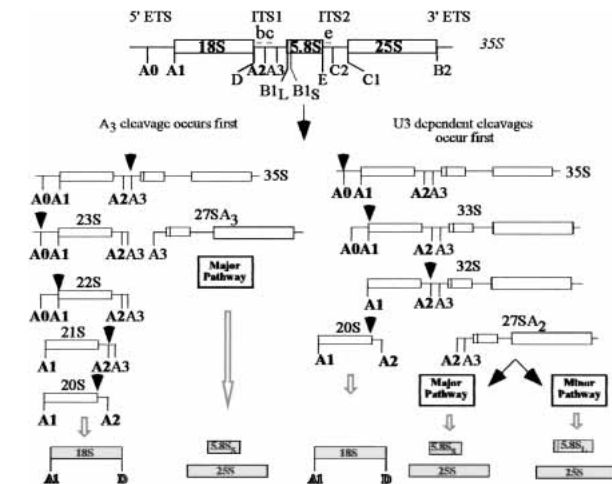 5' ETS ITS1 ITS2 3' ETS
bc e
18S 5.8S 25S 35S
A0 A1 D A2 A3 E C2 C1 B2
B1L B1S
A3 cleavage occurs first
U3 dependent cleavages
occur first
35S
A0A1 A2A3
35S
A0A1 A2A3
23S
A0A1 A2A3
27SA3
A3
33S
A0A1 A2A3
Major
Pathway
22S
A0A1 A2A3
32S
A1 A2A3
21S
A1 A2A3
20S
A1 A2
27SA2
A2 A3
20S
A1 A2
Major
Pathway
Minor
Pathway
18S
A1 D
5.8SS
25S
18S
A1 D
5.8SS
25S
5.8SL
25S